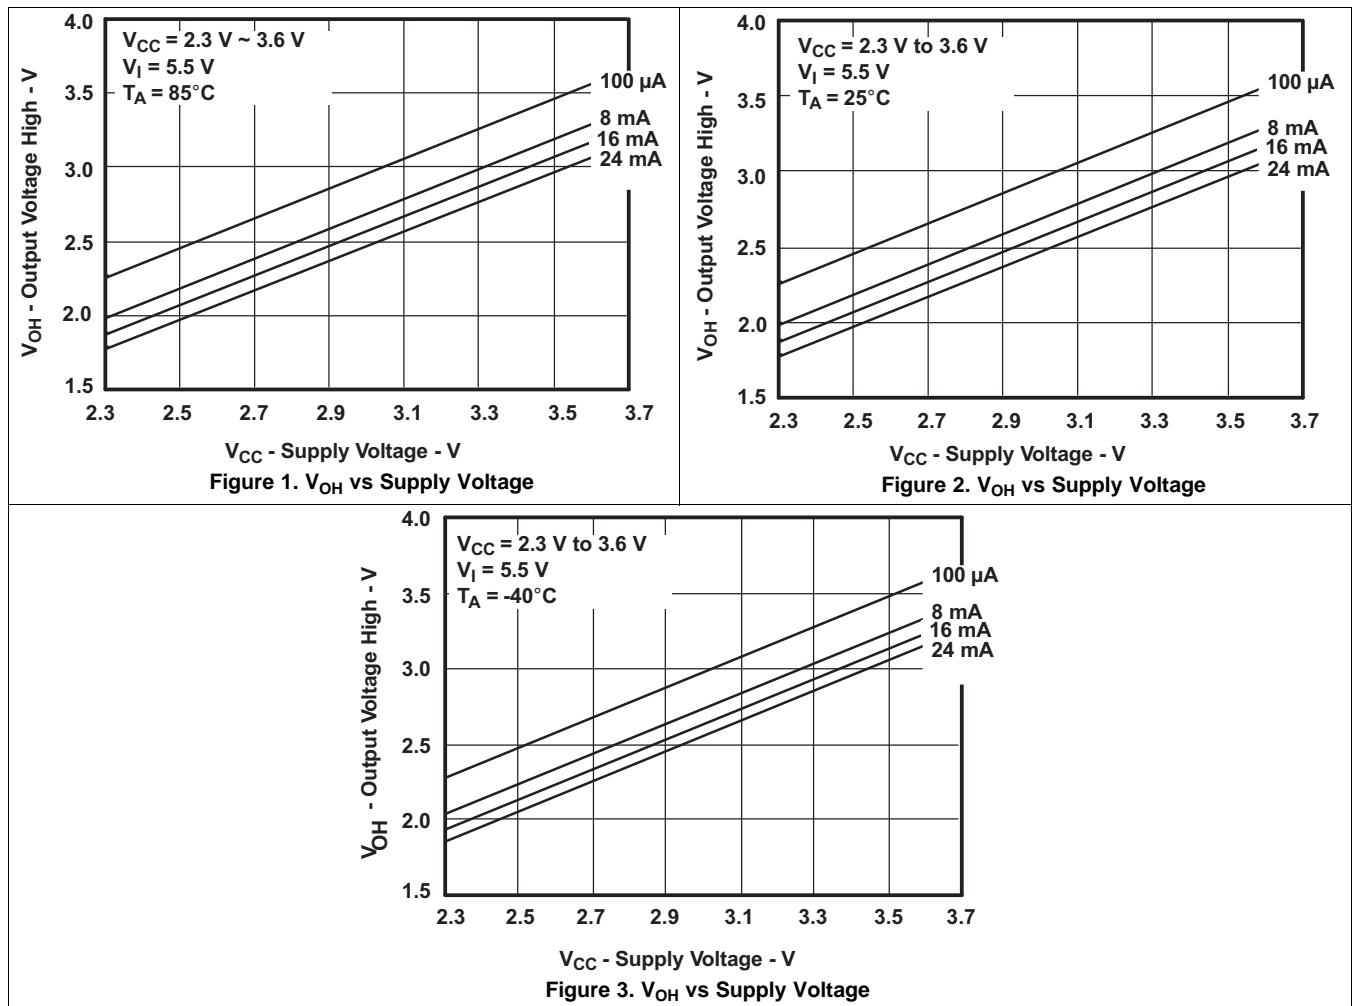 4.0
3.5
3.0
2.5
2.0
1.5
VOH - Output Voltage High - V
VCC = 2.3 V ~ 3.6 V
VI = 5.5 V
TA = 85°C
100 µA
8 mA
16 mA
24 mA
2.3 2.5 2.7 2.9 3.1 3.3 3.5 3.7
VCC - Supply Voltage - V
Figure 1. VOH vs Supply Voltage
4.0
3.5
3.0
2.5
2.0
1.5
VOH - Output Voltage High - V
VCC = 2.3 V to 3.6 V
VI = 5.5 V
TA = 25°C
100 µA
8 mA
16 mA
24 mA
2.3 2.5 2.7 2.9 3.1 3.3 3.5 3.7
VCC - Supply Voltage - V
Figure 2. VOH vs Supply Voltage
4.0
3.5
3.0
2.5
2.0
1.5
VOH - Output Voltage High - V
VCC = 2.3 V to 3.6 V
VI = 5.5 V
TA = -40°C
100 µA
8 mA
16 mA
24 mA
2.3 2.5 2.7 2.9 3.1 3.3 3.5 3.7
VCC - Supply Voltage - V
Figure 3. VOH vs Supply Voltage